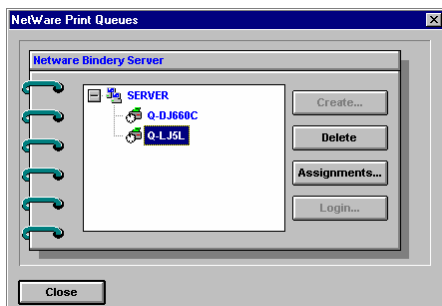 NetWare Print Queues
Netware Bindery Server
SERVER
Q-DJ660C
Q-LJ5L
Create...
Delete
Assignments...
Login...
Close